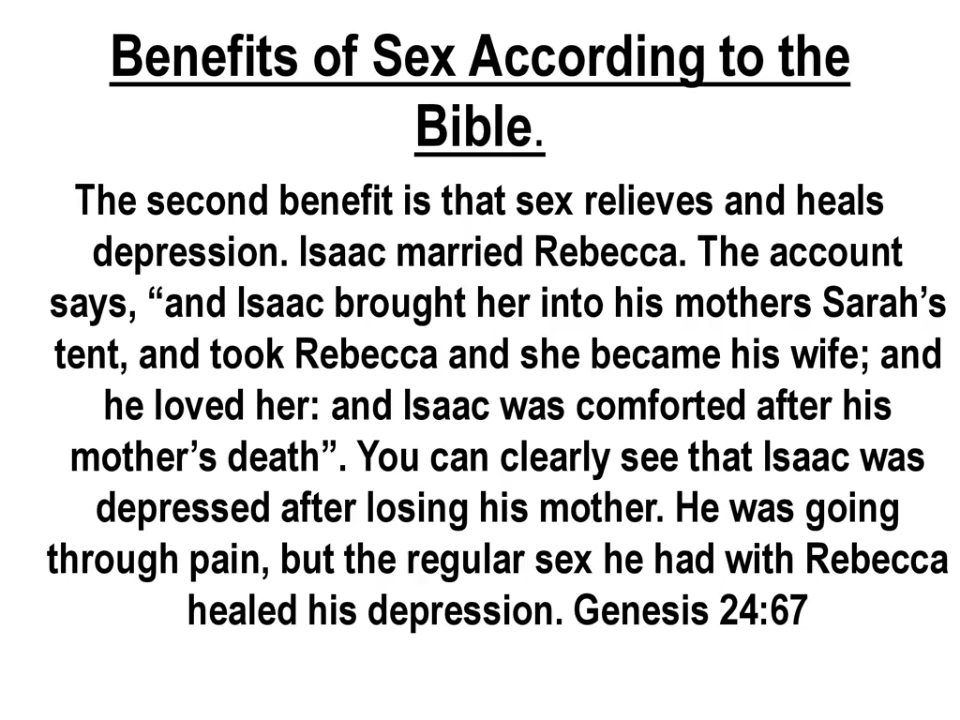 Benefits of Sex According to the
Bible.
The second benefit is that sex relieves and heals
depression. Isaac married Rebecca. The account
says, “and Isaac brought her into his mothers Sarah’s
tent, and took Rebecca and she became his wife; and
he loved her: and Isaac was comforted after his
mother’s death”. You can clearly see that Isaac was
depressed after losing his mother. He was going
through pain, but the regular sex he had with Rebecca
healed his depression. Genesis 24:67